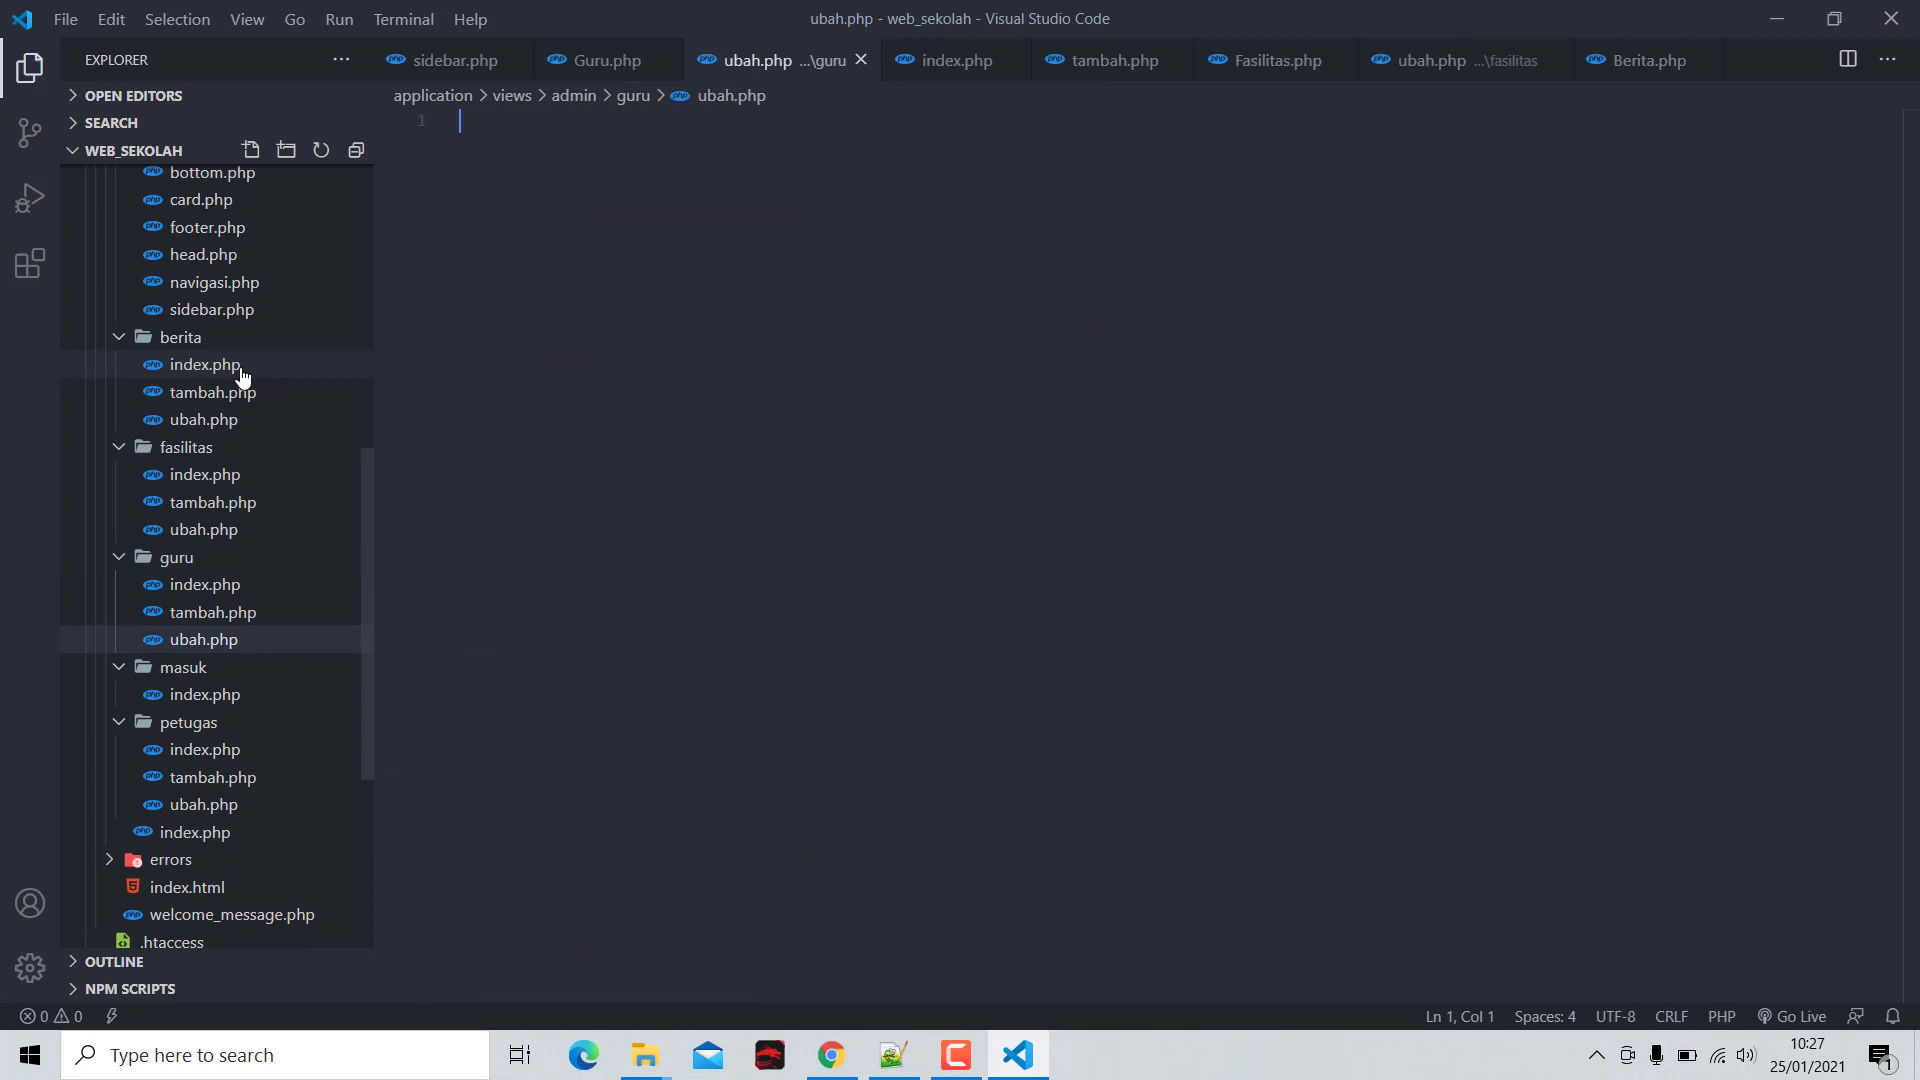 File Edit Selection View Go Run Terminal Help
ubah.php - web_sekolah - Visual Studio Code
EXPLORER
sidebar.php
Guru.php
ubah.php ...\guru
index.php
tambah.php
Fasilitas.php
ubah.php ...\fasilitas
Berita.php
OPEN EDITORS
application > views > admin > guru > ubah.php
SEARCH
1
WEB_SEKOLAH
bottom.php
card.php
footer.php
head.php
navigasi.php
sidebar.php
berita
index.php
tambah.php
ubah.php
fasilitas
index.php
tambah.php
ubah.php
guru
index.php
tambah.php
ubah.php
masuk
index.php
petugas
index.php
tambah.php
ubah.php
index.php
errors
index.html
welcome_message.php
.htaccess
OUTLINE
NPM SCRIPTS
0 0
Ln 1, Col 1 Spaces: 4 UTF-8 CRLF PHP Go Live
Type here to search
10:27
25/01/2021
1